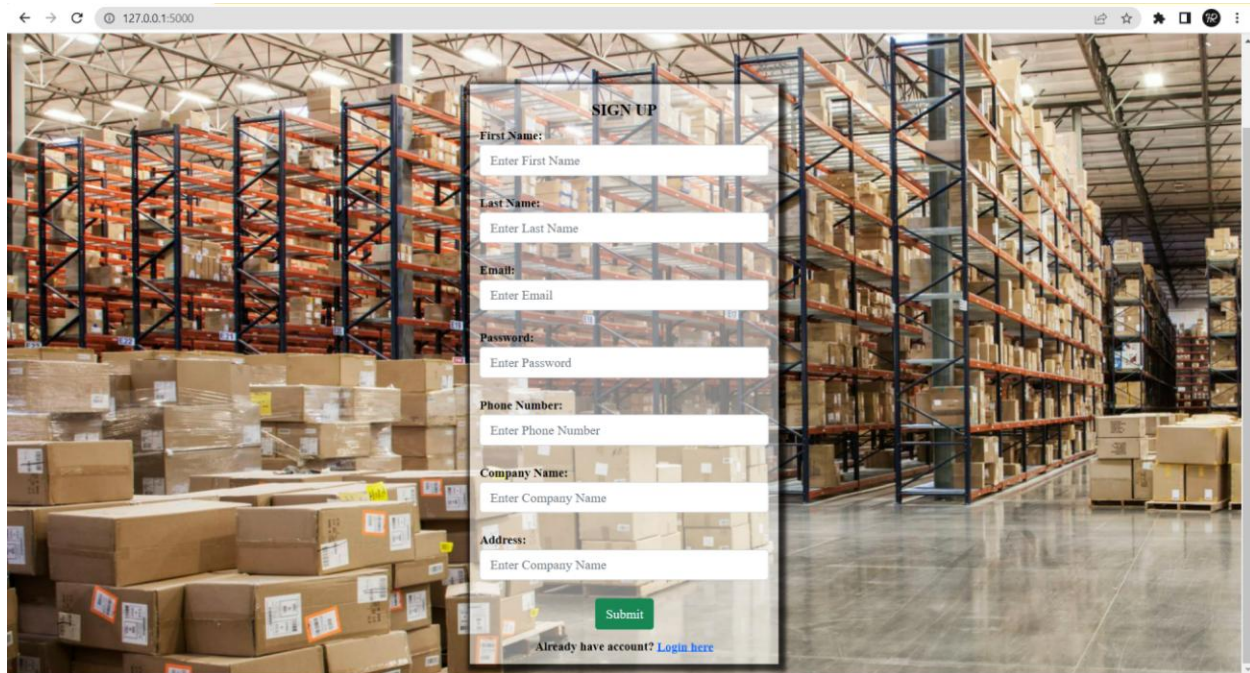 127.0.0.1:5000
SIGN UP
First Name:
Enter First Name
Last Name:
Enter Last Name
Email:
Enter Email
Password:
Enter Password
Phone Number:
Enter Phone Number
Company Name:
Enter Company Name
Address:
Enter Company Name
Submit
Already have account? Login here